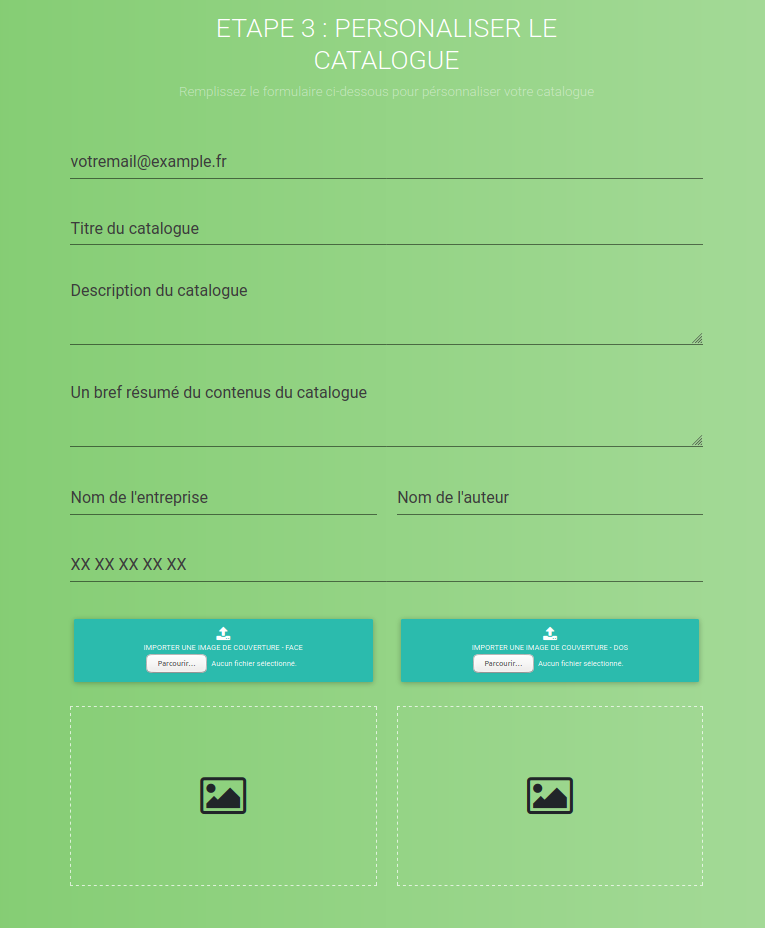 ETAPE 3 : PERSONALISER LE
CATALOGUE
Remplissez le formulaire ci-dessous pour personnaliser votre catalogue
votremail@example.fr
Titre du catalogue
Description du catalogue
Un bref résumé du contenus du catalogue
Nom de l'entreprise
Nom de l'auteur
XX XX XX XX XX
IMPORTER UNE IMAGE DE COUVERTURE - FACE
Parcourir... Aucun fichier sélectionné.
IMPORTER UNE IMAGE DE COUVERTURE - DOS
Parcourir... Aucun fichier sélectionné.